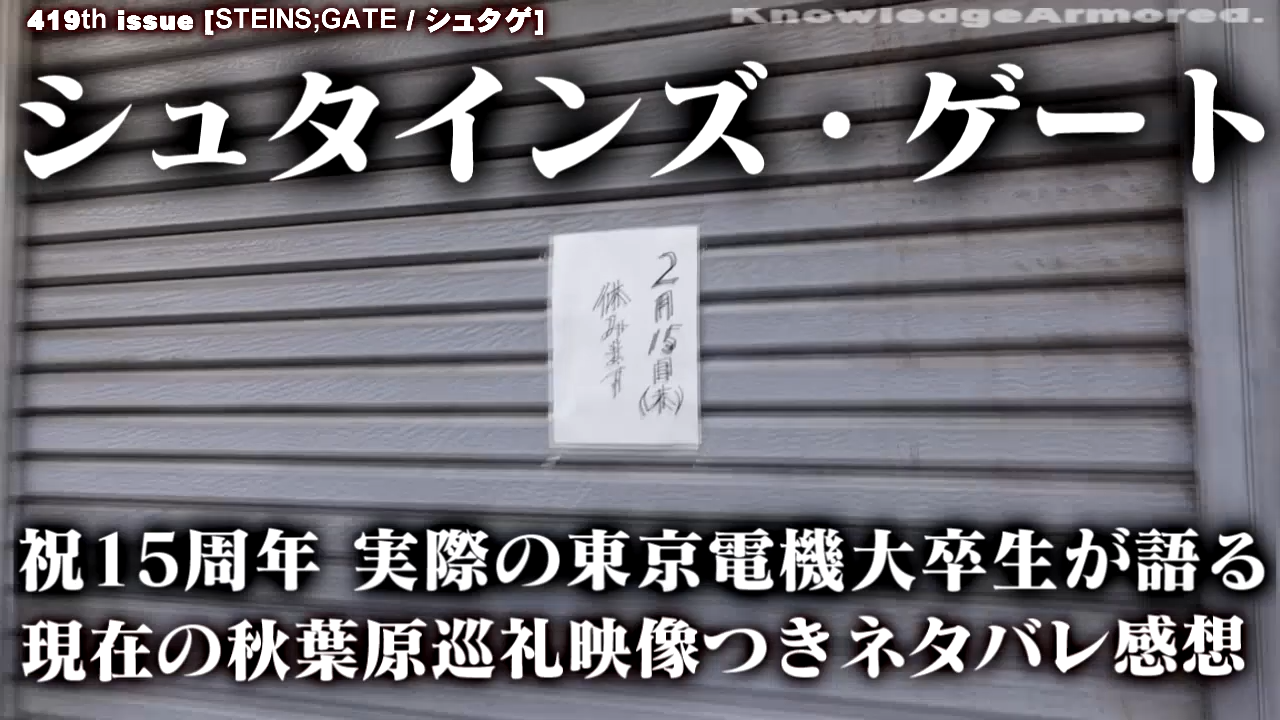 419th issue [STEINS;GATE / シュタゲ]
KnowledgeArmored.
シュタインズ・ゲート
2月15日(木)
休みます
祝15周年 実際の東京電機大卒生が語る
現在の秋葉原巡礼映像つきネタバレ感想